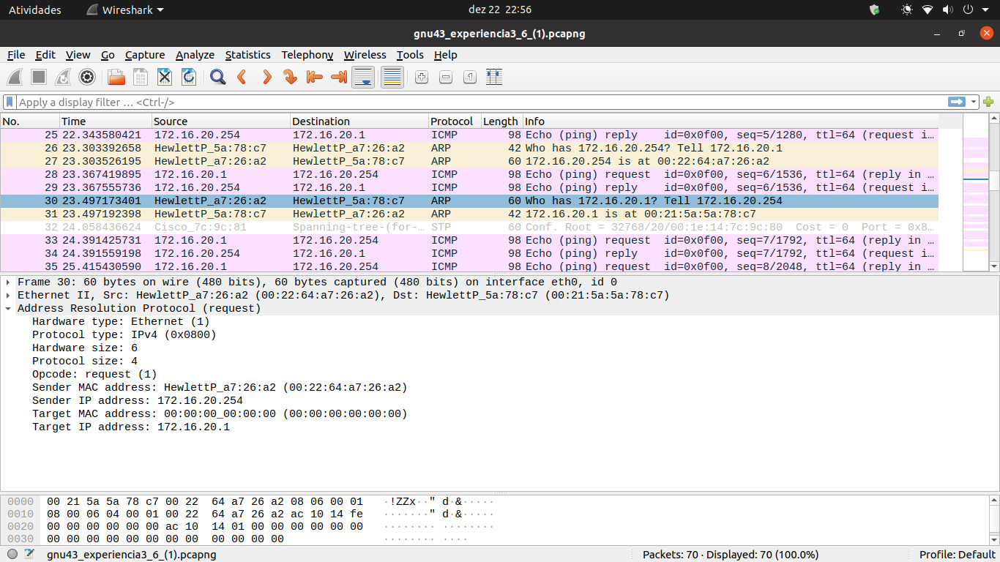 Atividades Wireshark dez 22 22:56
gnu43_experiencia3_6_(1).pcapng
File Edit View Go Capture Analyze Statistics Telephony Wireless Tools Help
Apply a display filter … <Ctrl-/>
No. Time Source Destination Protocol Length Info
25 22.343580421 172.16.20.254 172.16.20.1 ICMP 98 Echo (ping) reply id=0x0f00, seq=5/1280, ttl=64 (request i…
26 23.303392658 HewlettP_5a:78:c7 HewlettP_a7:26:a2 ARP 42 Who has 172.16.20.254? Tell 172.16.20.1
27 23.303526195 HewlettP_a7:26:a2 HewlettP_5a:78:c7 ARP 60 172.16.20.254 is at 00:22:64:a7:26:a2
28 23.367419895 172.16.20.1 172.16.20.254 ICMP 98 Echo (ping) request id=0x0f00, seq=6/1536, ttl=64 (reply in …
29 23.367555736 172.16.20.254 172.16.20.1 ICMP 98 Echo (ping) reply id=0x0f00, seq=6/1536, ttl=64 (request i…
30 23.497173401 HewlettP_a7:26:a2 HewlettP_5a:78:c7 ARP 60 Who has 172.16.20.1? Tell 172.16.20.254
31 23.497192398 HewlettP_5a:78:c7 HewlettP_a7:26:a2 ARP 42 172.16.20.1 is at 00:21:5a:5a:78:c7
32 24.058436624 Cisco_7c:9c:81 Spanning-tree-(for-… STP 60 Conf. Root = 32768/20/00:1e:14:7c:9c:80 Cost = 0 Port = 0x8…
33 24.391425731 172.16.20.1 172.16.20.254 ICMP 98 Echo (ping) request id=0x0f00, seq=7/1792, ttl=64 (reply in …
34 24.391559198 172.16.20.254 172.16.20.1 ICMP 98 Echo (ping) reply id=0x0f00, seq=7/1792, ttl=64 (request i…
35 25.415430590 172.16.20.1 172.16.20.254 ICMP 98 Echo (ping) request id=0x0f00, seq=8/2048, ttl=64 (reply in …
Frame 30: 60 bytes on wire (480 bits), 60 bytes captured (480 bits) on interface eth0, id 0
Ethernet II, Src: HewlettP_a7:26:a2 (00:22:64:a7:26:a2), Dst: HewlettP_5a:78:c7 (00:21:5a:5a:78:c7)
Address Resolution Protocol (request)
Hardware type: Ethernet (1)
Protocol type: IPv4 (0x0800)
Hardware size: 6
Protocol size: 4
Opcode: request (1)
Sender MAC address: HewlettP_a7:26:a2 (00:22:64:a7:26:a2)
Sender IP address: 172.16.20.254
Target MAC address: 00:00:00_00:00:00 (00:00:00:00:00:00)
Target IP address: 172.16.20.1
0000 00 21 5a 5a 78 c7 00 22 64 a7 26 a2 08 06 00 01 ·!ZZx··" d·&·····
0010 08 00 06 04 00 01 00 22 64 a7 26 a2 ac 10 14 fe ·······" d·&·····
0020 00 00 00 00 00 00 ac 10 14 01 00 00 00 00 00 00 ········ ········
0030 00 00 00 00 00 00 00 00 00 00 00 00 ········ ····
gnu43_experiencia3_6_(1).pcapng Packets: 70 · Displayed: 70 (100.0%) Profile: Default